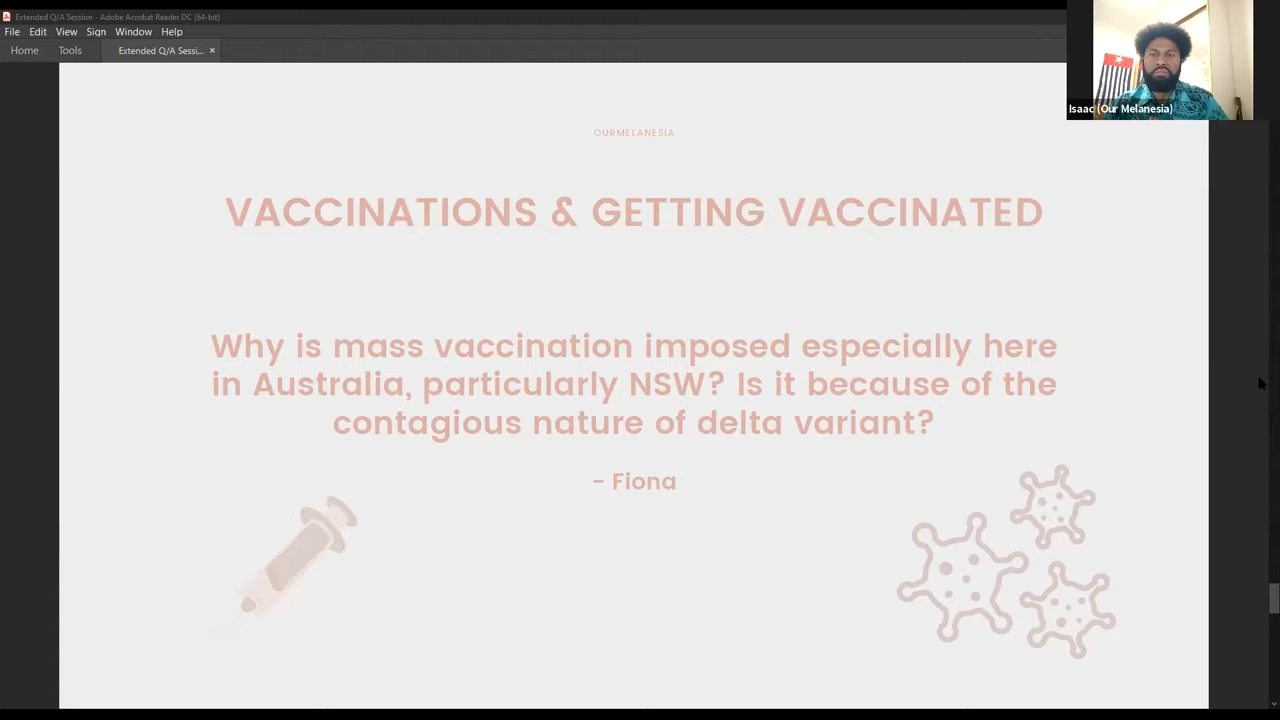 Extended Q/A Session - Adobe Acrobat Reader DC (64-bit)
File Edit View Sign Window Help
Home Tools Extended Q/A Sessi... ×
Isaac (Our Melanesia)
OURMELANESIA
VACCINATIONS & GETTING VACCINATED
Why is mass vaccination imposed especially here
in Australia, particularly NSW? Is it because of the
contagious nature of delta variant?
- Fiona